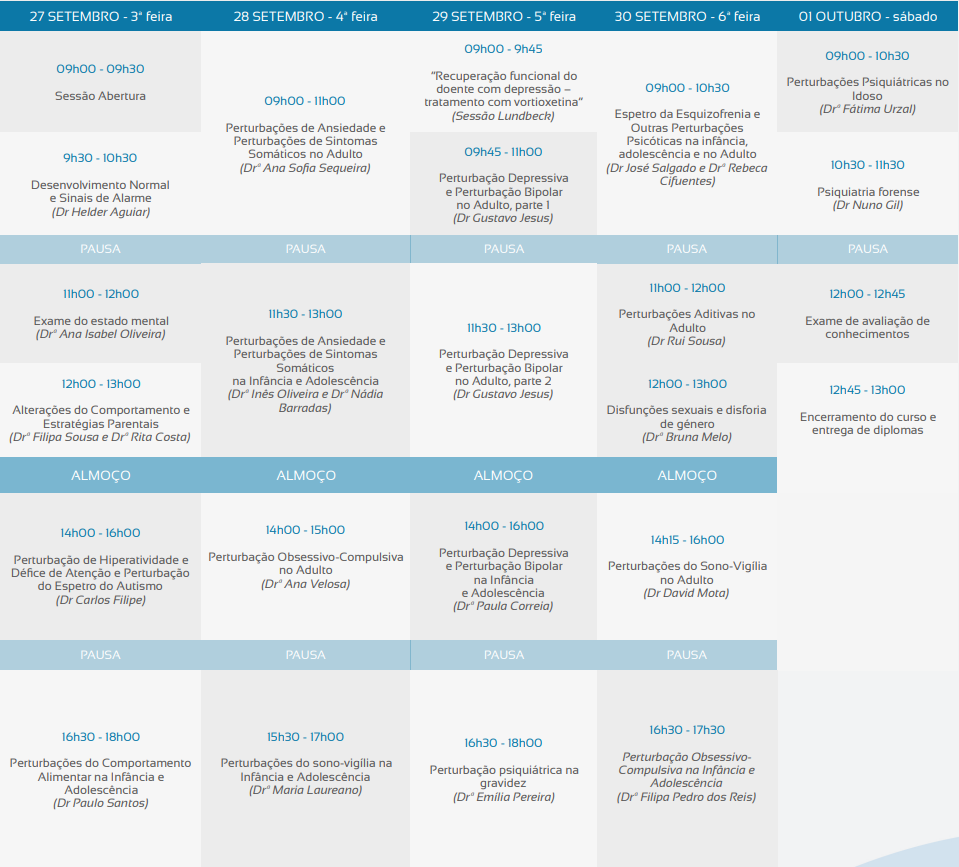 27 SETEMBRO - 3ª feira
09h00 - 09h30
Sessão Abertura
9h30 - 10h30
Desenvolvimento Normal
e Sinais de Alarme
(Dr Helder Aguiar)
PAUSA
11h00 - 12h00
Exame do estado mental
(Drª Ana Isabel Oliveira)
12h00 - 13h00
Alterações do Comportamento e
Estratégias Parentais
(Drª Filipa Sousa e Drª Rita Costa)
ALMOÇO
14h00 - 16h00
Perturbação de Hiperatividade e
Défice de Atenção e Perturbação
do Espetro do Autismo
(Dr Carlos Filipe)
PAUSA
16h30 - 18h00
Perturbações do Comportamento
Alimentar na Infância e
Adolescência
(Dr Paulo Santos)
28 SETEMBRO - 4ª feira
09h00 - 11h00
Perturbações de Ansiedade e
Perturbações de Sintomas
Somáticos no Adulto
(Drª Ana Sofia Sequeira)
PAUSA
11h30 - 13h00
Perturbações de Ansiedade e
Perturbações de Sintomas
Somáticos
na Infância e Adolescência
(Drª Inês Oliveira e Drª Nádia
Barradas)
ALMOÇO
14h00 - 15h00
Perturbação Obsessivo-Compulsiva
no Adulto
(Drª Ana Velosa)
PAUSA
15h30 - 17h00
Perturbações do sono-vigília na
Infância e Adolescência
(Drª Maria Laureano)
29 SETEMBRO - 5ª feira
09h00 - 9h45
“Recuperação funcional do
doente com depressão –
tratamento com vortioxetina”
(Sessão Lundbeck)
09h45 - 11h00
Perturbação Depressiva
e Perturbação Bipolar
no Adulto, parte 1
(Dr Gustavo Jesus)
PAUSA
11h30 - 13h00
Perturbação Depressiva
e Perturbação Bipolar
no Adulto, parte 2
(Dr Gustavo Jesus)
ALMOÇO
14h00 - 16h00
Perturbação Depressiva
e Perturbação Bipolar
na Infância
e Adolescência
(Drª Paula Correia)
PAUSA
16h30 - 18h00
Perturbação psiquiátrica na
gravidez
(Drª Emília Pereira)
30 SETEMBRO - 6ª feira
09h00 - 10h30
Espetro da Esquizofrenia e
Outras Perturbações
Psicóticas na infância,
adolescência e no Adulto
(Dr José Salgado e Drª Rebeca
Cifuentes)
PAUSA
11h00 - 12h00
Perturbações Aditivas no
Adulto
(Dr Rui Sousa)
12h00 - 13h00
Disfunções sexuais e disforia
de género
(Drª Bruna Melo)
ALMOÇO
14h15 - 16h00
Perturbações do Sono-Vigília
no Adulto
(Dr David Mota)
PAUSA
16h30 - 17h30
Perturbação Obsessivo-
Compulsiva na Infância e
Adolescência
(Drª Filipa Pedro dos Reis)
01 OUTUBRO - sábado
09h00 - 10h30
Perturbações Psiquiátricas no
Idoso
(Drª Fátima Urzal)
10h30 - 11h30
Psiquiatria forense
(Dr Nuno Gil)
PAUSA
12h00 - 12h45
Exame de avaliação de
conhecimentos
12h45 - 13h00
Encerramento do curso e
entrega de diplomas